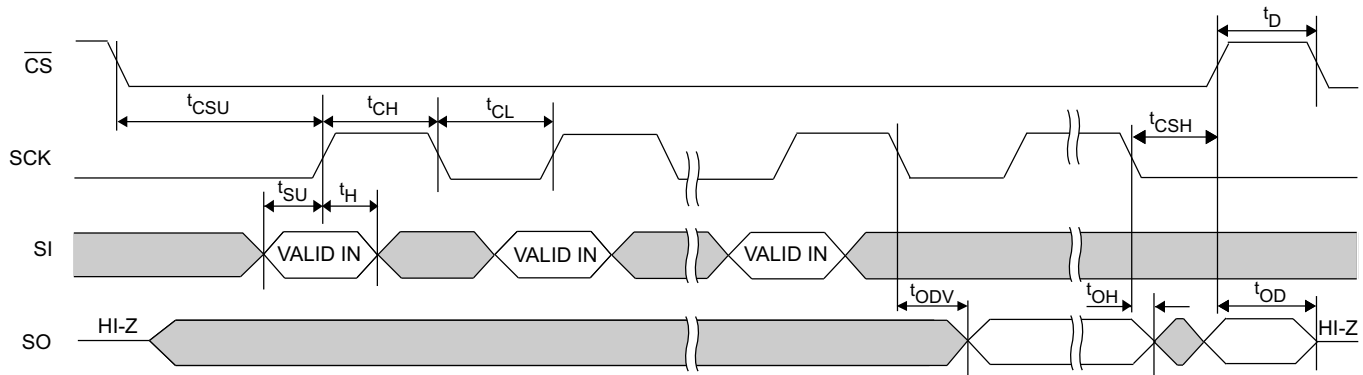 tD
CS
tCSU
tCH
tCL
tCSH
SCK
tSU
tH
SI
VALID IN
VALID IN
VALID IN
tODV
tOH
tOD
HI-Z
HI-Z
SO